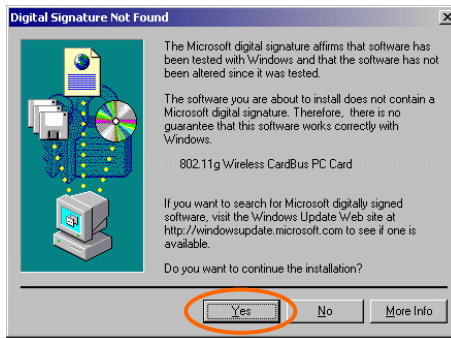 Digital Signature Not Found
The Microsoft digital signature affirms that software has
been tested with Windows and that the software has not
been altered since it was tested.
The software you are about to install does not contain a
Microsoft digital signature. Therefore, there is no
guarantee that this software works correctly with
Windows.
802.11g Wireless CardBus PC Card
If you want to search for Microsoft digitally signed
software, visit the Windows Update Web site at
http://windowsupdate.microsoft.com to see if one is
available.
Do you want to continue the installation?
Yes No More Info